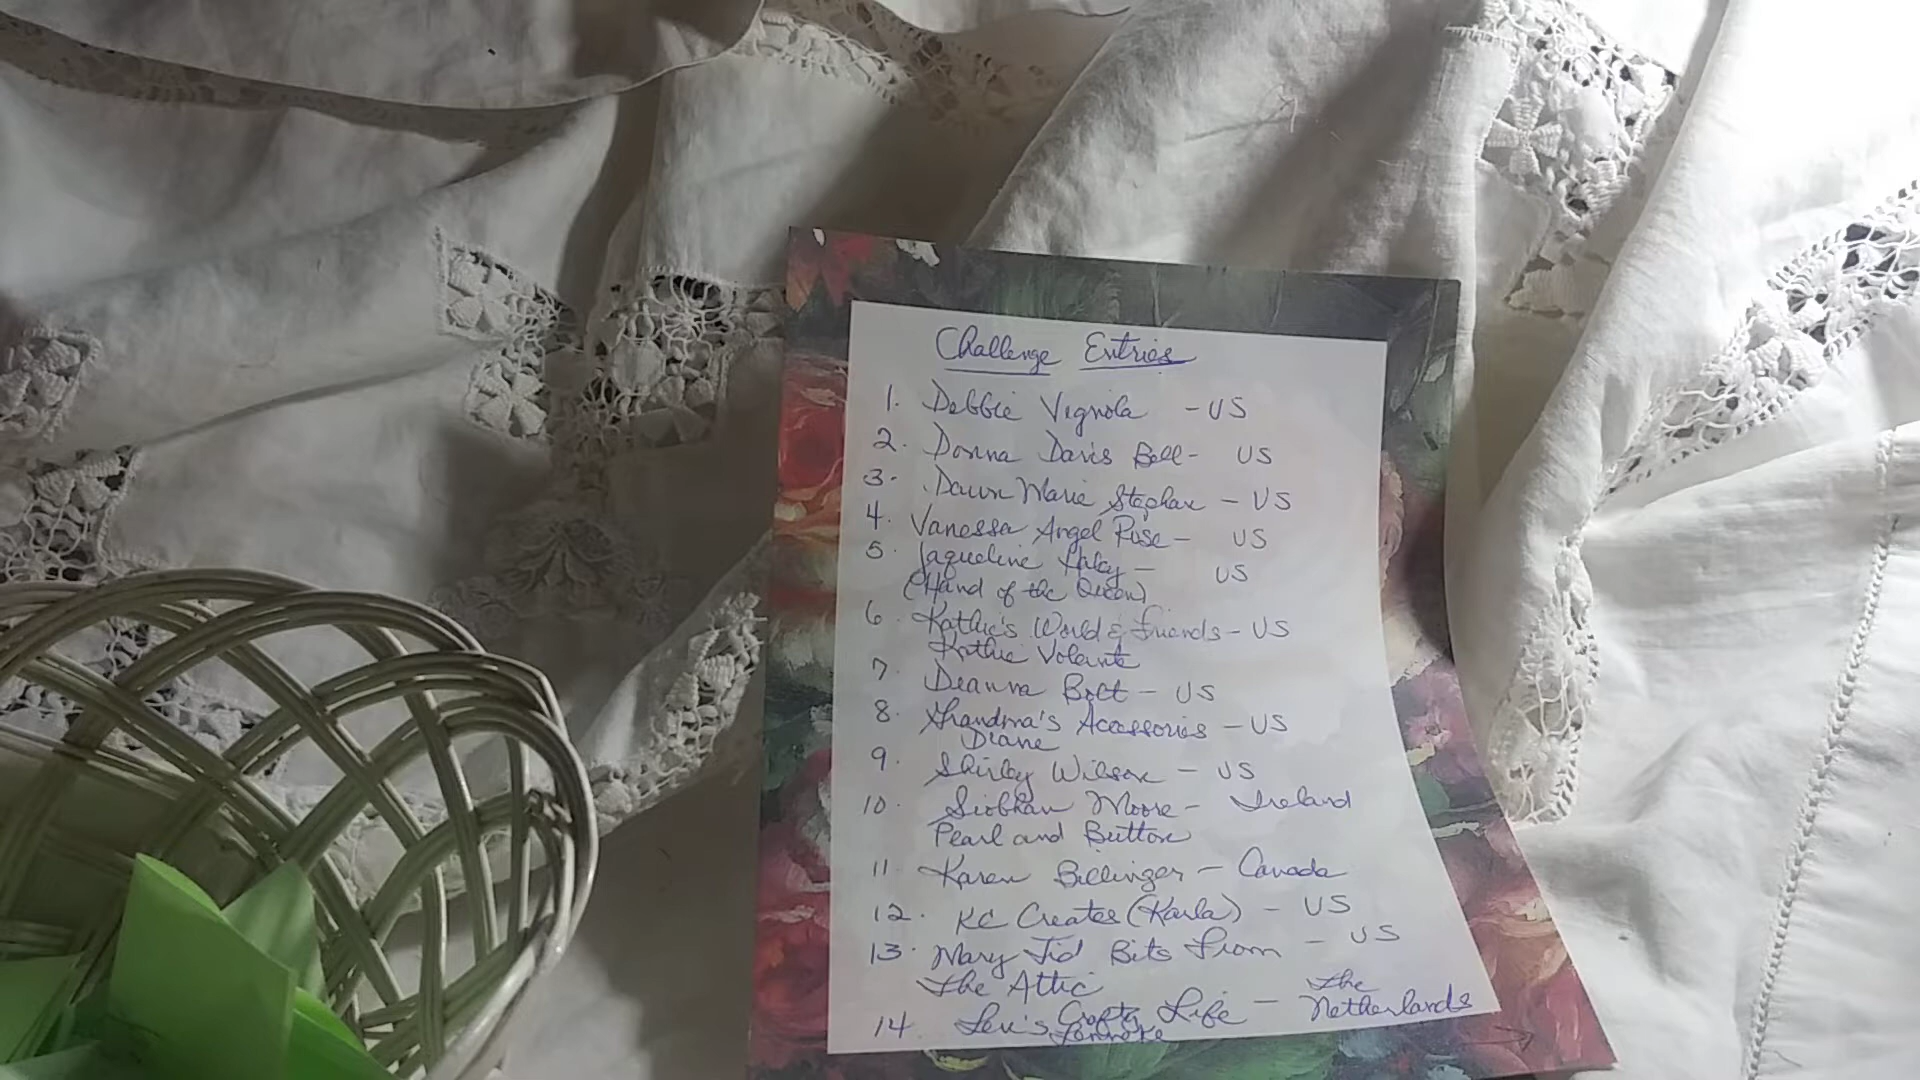 Challenge Entries
1. Debbie Vignola - US
2. Donna Davis Bell - US
3. Dawn Marie Stephan - US
4. Vanessa Angel Rose - US
5. Jaqueline - US
(Hand of the Queen)
6. Kathie's World & Friends - US
Kathie Volante
7. Deanna Bolt - US
8. Grandma's Accessories - US
Diane
9. Shirley Wilson - US
10. Siobhan Moore - Ireland
Pearl and Button
11. Karen Billinger - Canada
12. KC Creates (Karla) - US
13. Mary Tid Bits From - US
The Attic
14. Crafty Life - The Netherlands